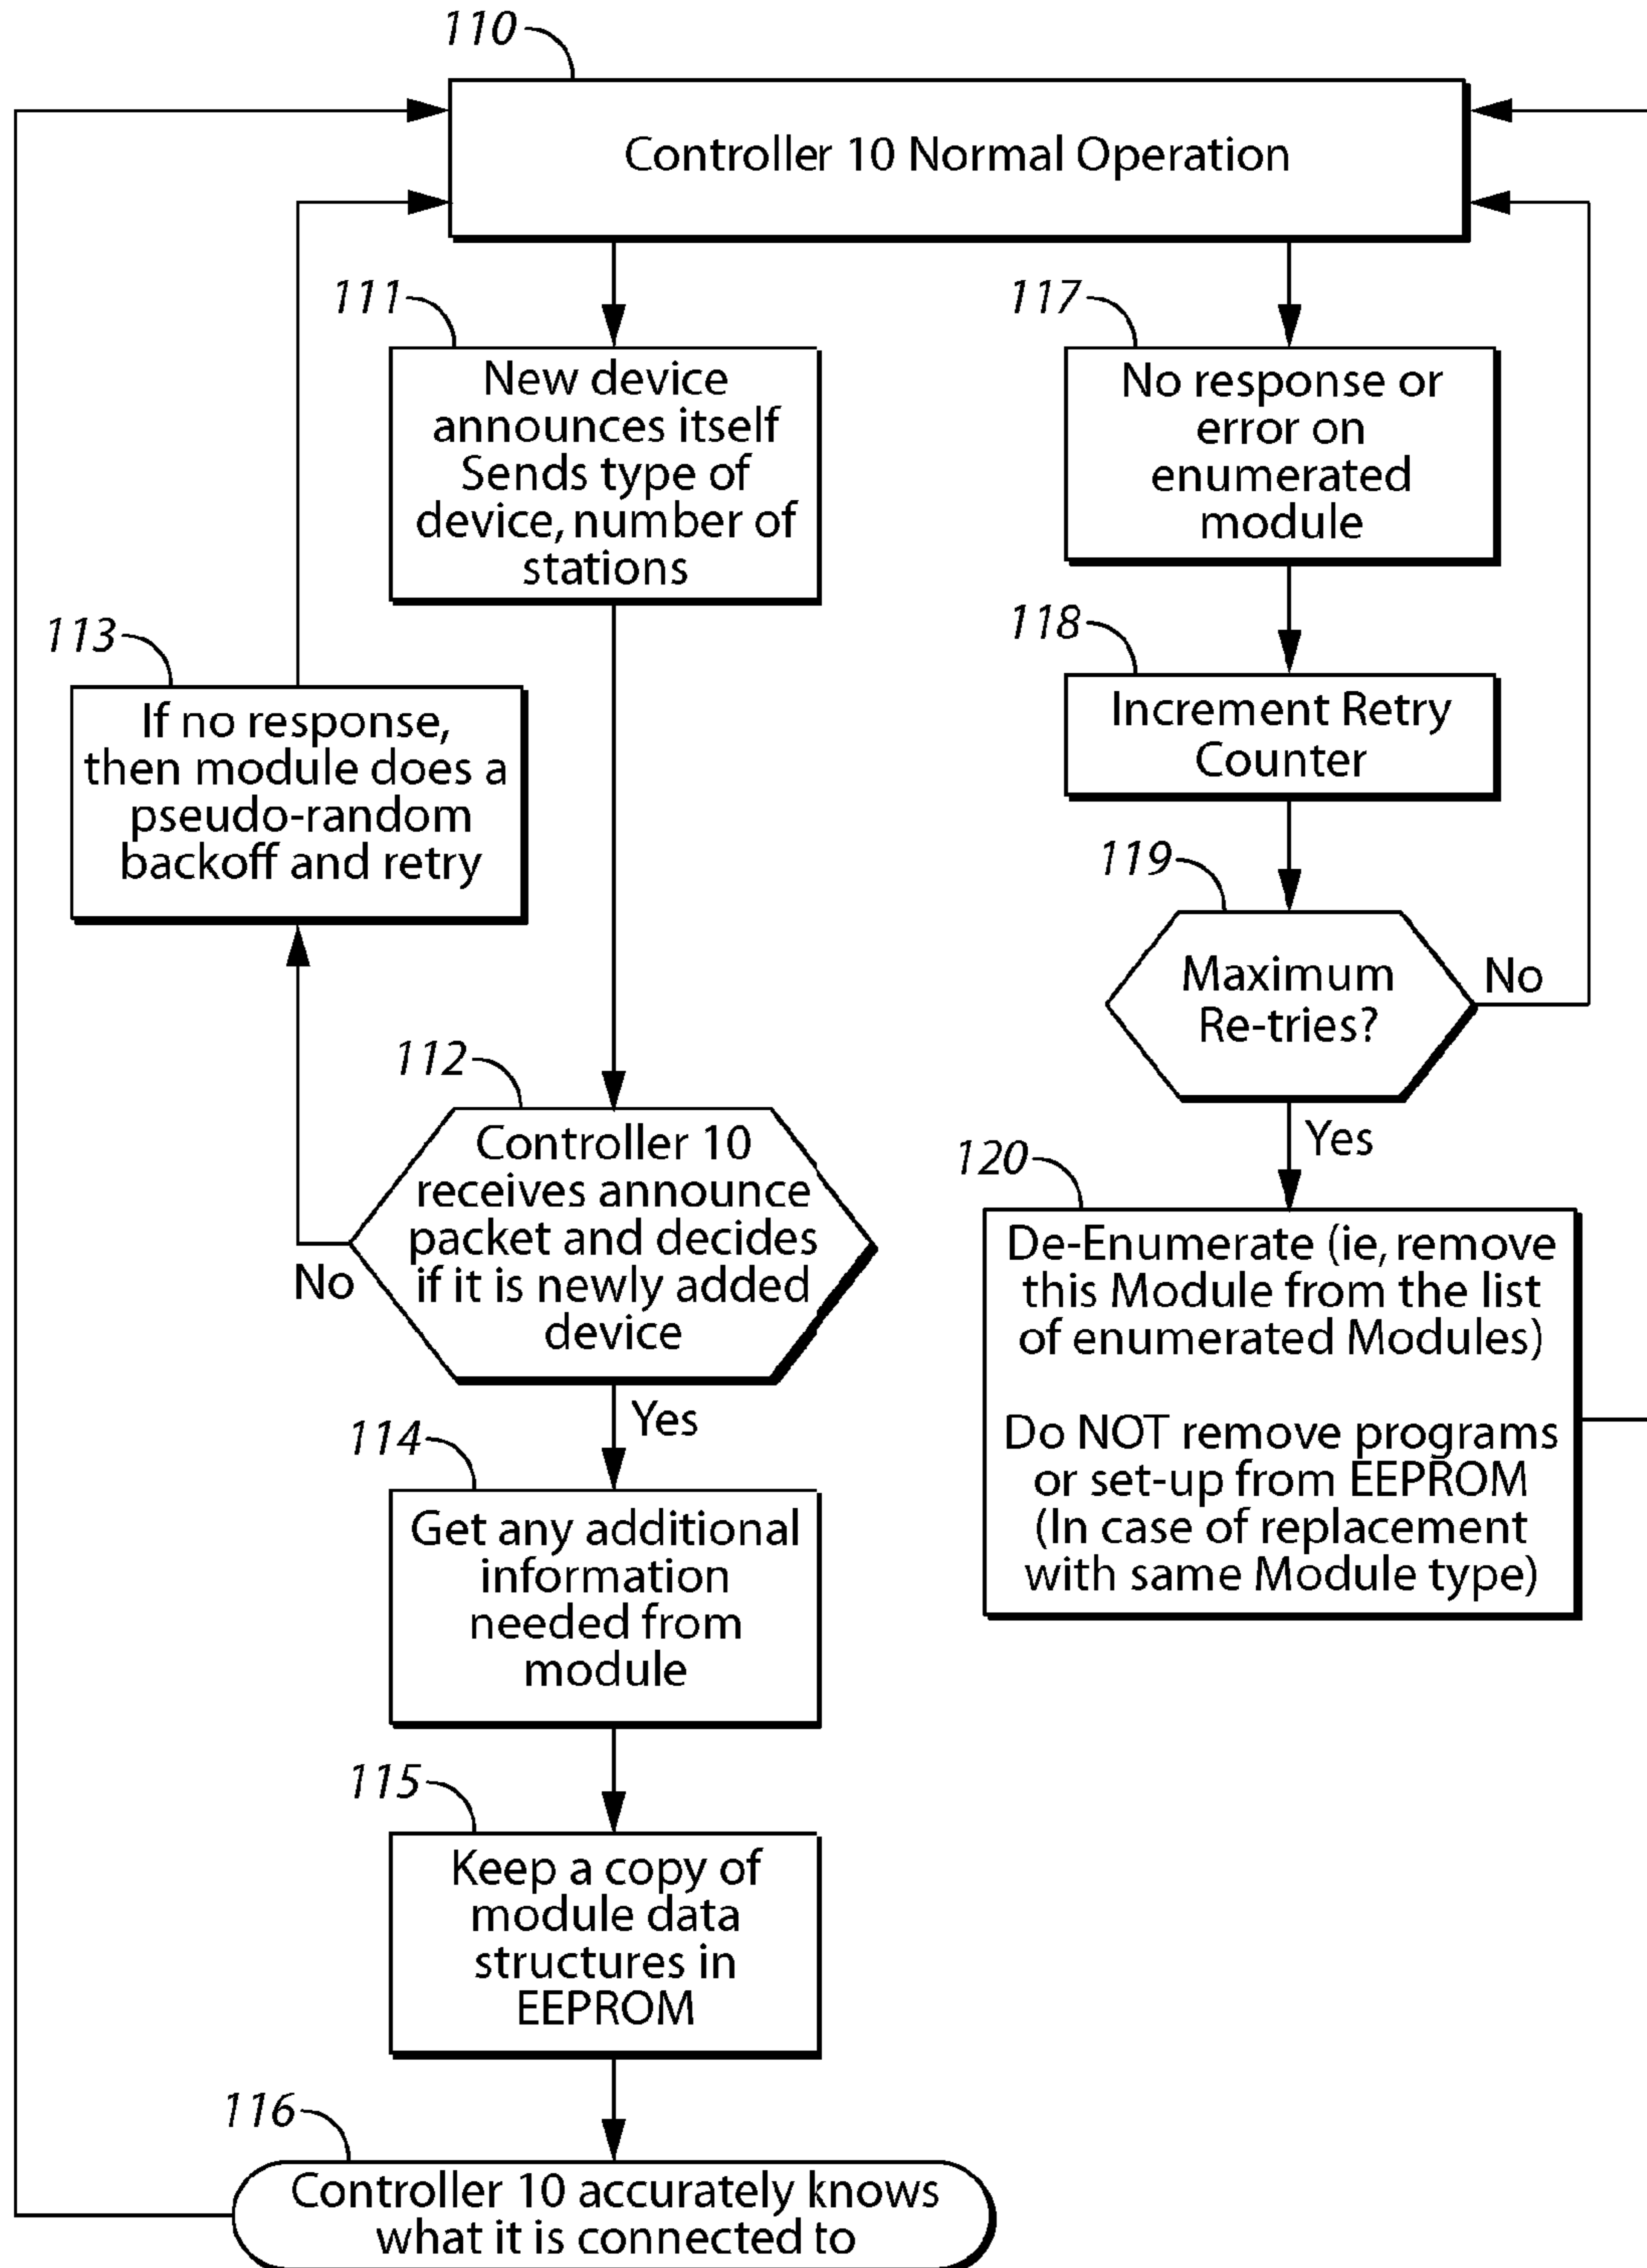 110
Controller 10 Normal Operation
111
New device
announces itself
Sends type of
device, number of
stations
117
No response or
error on
enumerated
module
113
If no response,
then module does a
pseudo-random
backoff and retry
118
Increment Retry
Counter
119
Maximum
Re-tries?
No
Yes
112
Controller 10
receives announce
packet and decides
if it is newly added
device
No
Yes
120
De-Enumerate (ie, remove
this Module from the list
of enumerated Modules)
Do NOT remove programs
or set-up from EEPROM
(In case of replacement
with same Module type)
114
Get any additional
information
needed from
module
115
Keep a copy of
module data
structures in
EEPROM
116
Controller 10 accurately knows
what it is connected to